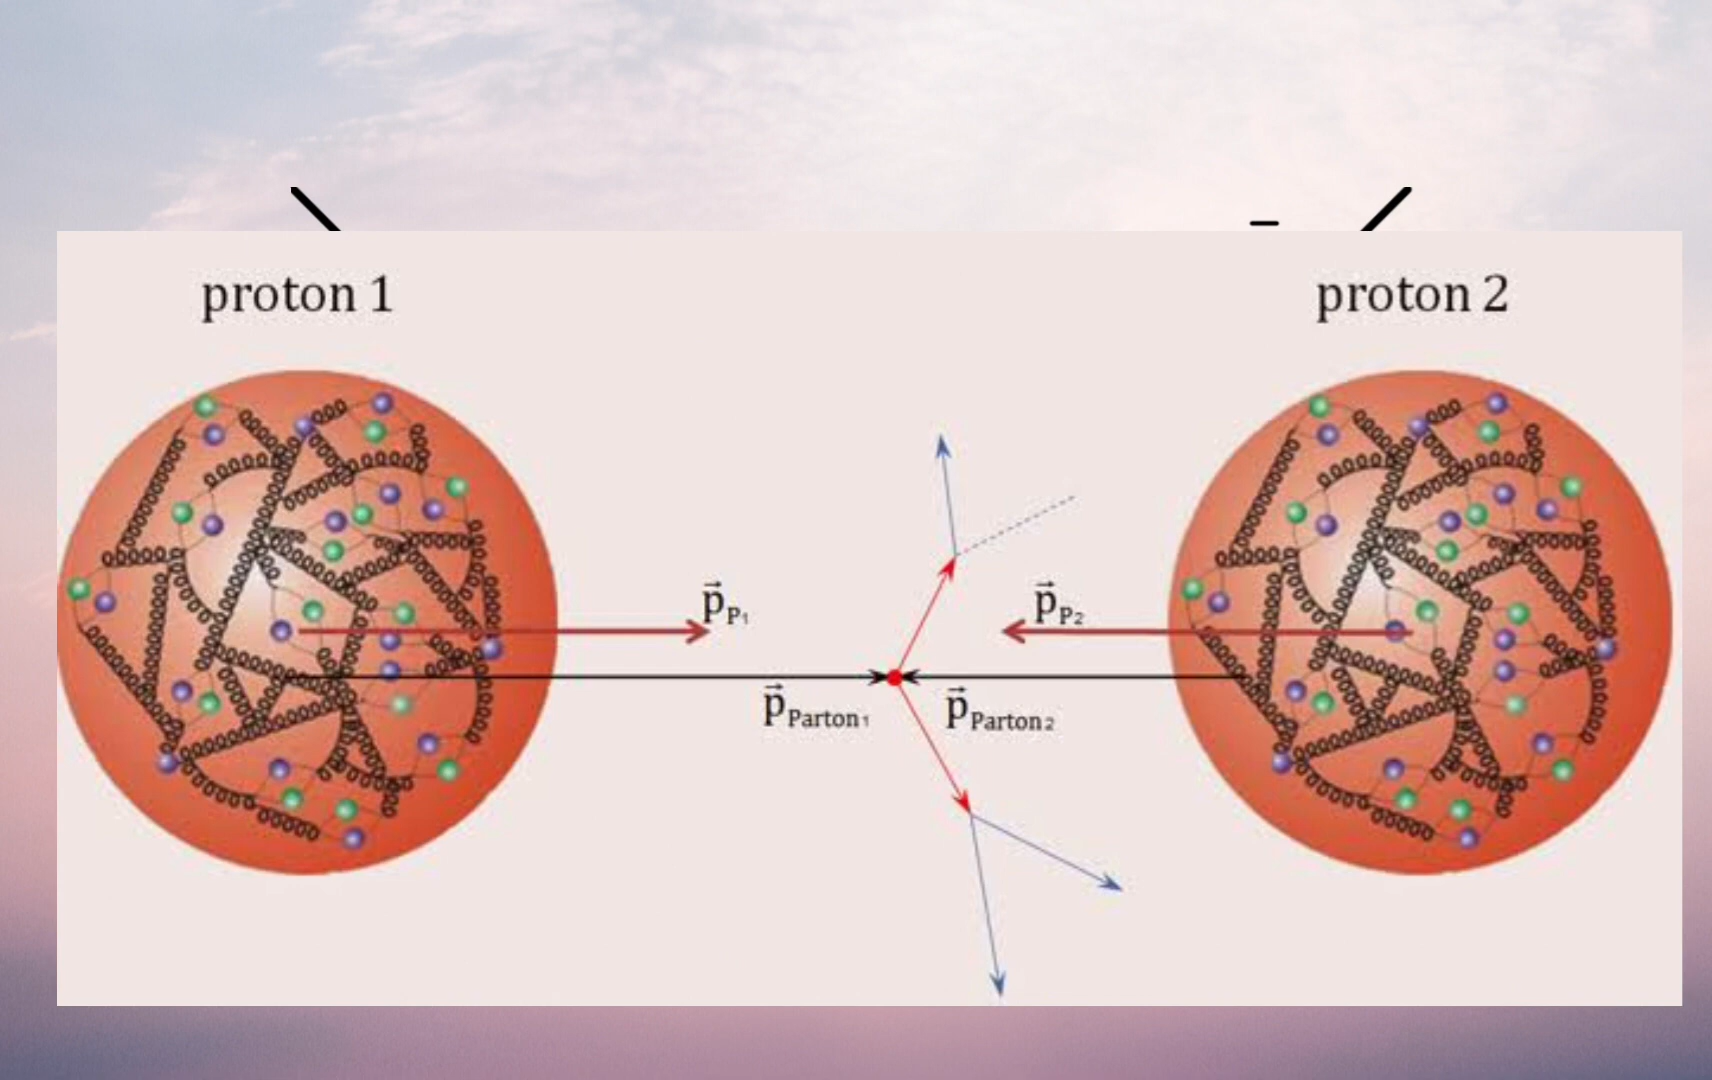 proton 1
proton 2
p⃗P₁
p⃗P₂
p⃗Parton₁
p⃗Parton₂